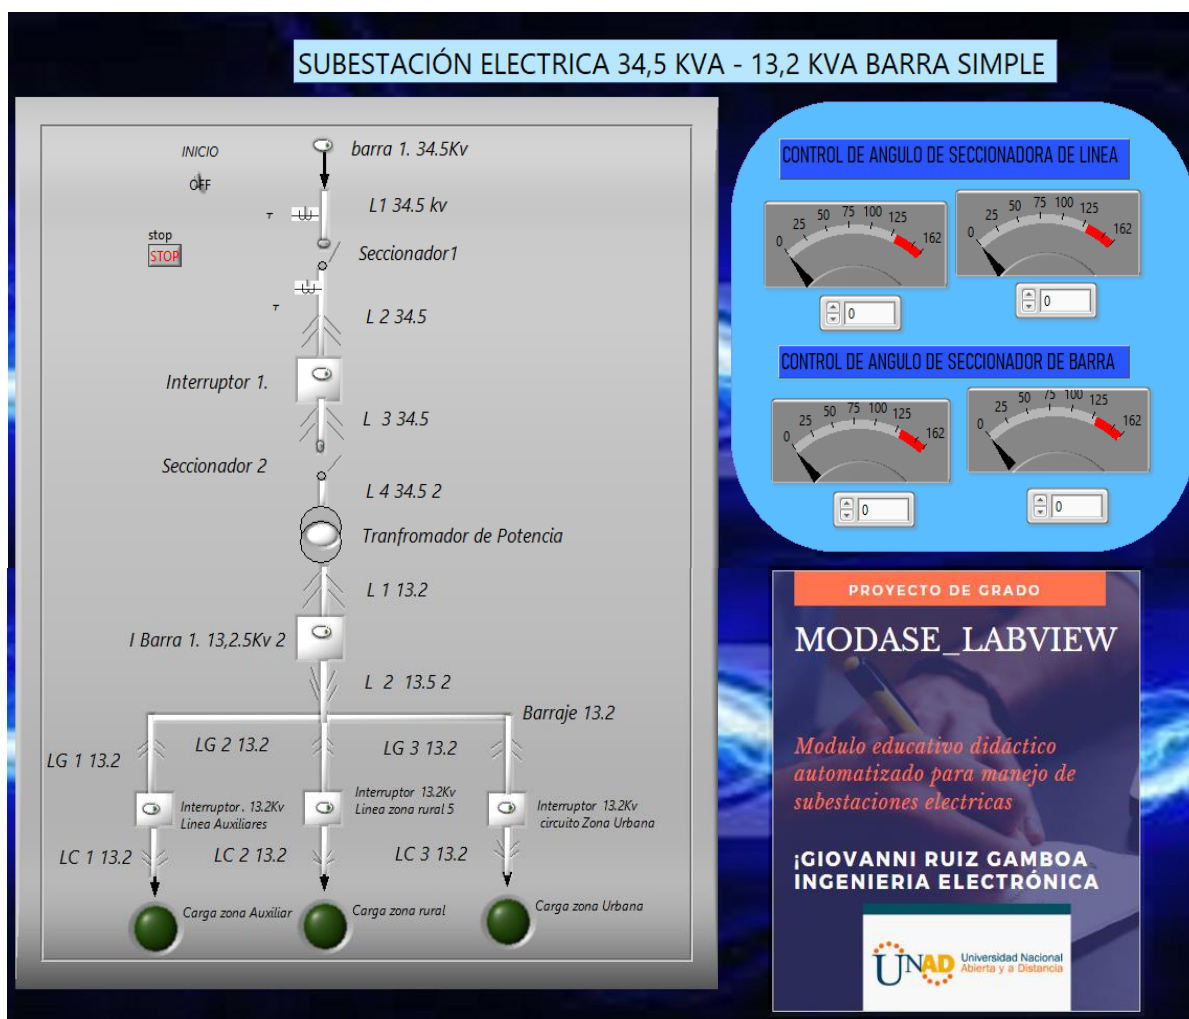 SUBESTACIÓN ELECTRICA 34,5 KVA - 13,2 KVA BARRA SIMPLE
INICIO
OFF
stop
STOP
barra 1. 34.5Kv
L1 34.5 kv
T
Seccionador1
T
L 2 34.5
Interruptor 1.
L 3 34.5
Seccionador 2
L 4 34.5 2
Tranfromador de Potencia
L 1 13.2
I Barra 1. 13,2.5Kv 2
L 2 13.5 2
Barraje 13.2
LG 1 13.2
LG 2 13.2
LG 3 13.2
Interruptor . 13.2Kv
Linea Auxiliares
Interruptor 13.2Kv
Linea zona rural 5
Interruptor 13.2Kv
circuito Zona Urbana
LC 1 13.2
LC 2 13.2
LC 3 13.2
Carga zona Auxiliar
Carga zona rural
Carga zona Urbana
CONTROL DE ANGULO DE SECCIONADORA DE LINEA
0 25 50 75 100 125 162
0
0 25 50 75 100 125 162
0
CONTROL DE ANGULO DE SECCIONADOR DE BARRA
0 25 50 75 100 125 162
0
0 25 50 75 100 125 162
0
PROYECTO DE GRADO
MODASE_LABVIEW
Modulo educativo didáctico
automatizado para manejo de
subestaciones electricas
¡GIOVANNI RUIZ GAMBOA
INGENIERIA ELECTRÓNICA
UNAD
Universidad Nacional
Abierta y a Distancia